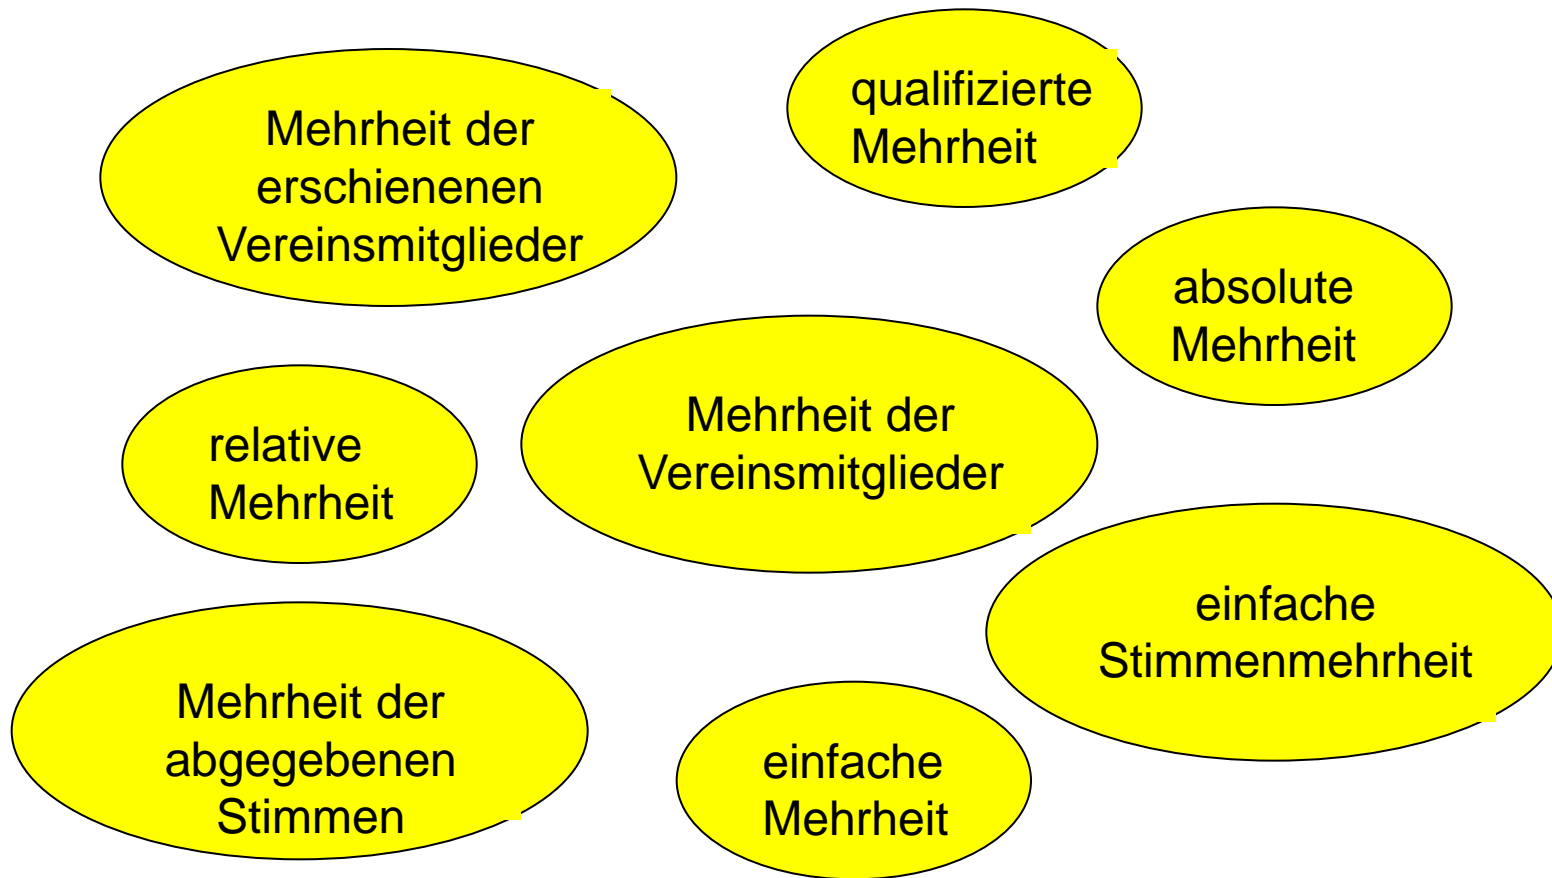 Mehrheit der
erschienenen
Vereinsmitglieder
qualifizierte
Mehrheit
absolute
Mehrheit
relative
Mehrheit
Mehrheit der
Vereinsmitglieder
einfache
Stimmenmehrheit
Mehrheit der
abgegebenen
Stimmen
einfache
Mehrheit